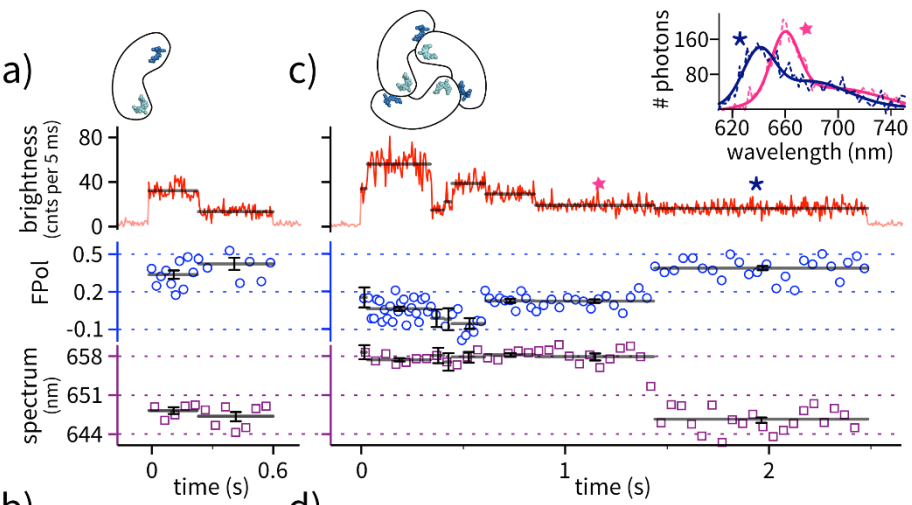 a)
c)
# photons
160
80
620 660 700 740
wavelength (nm)
brightness
(cnts per 5 ms)
80
40
0
FPol
0.5
0.2
-0.1
spectrum
(nm)
658
651
644
0 0.6
time (s)
0 1 2
time (s)
b)
d)